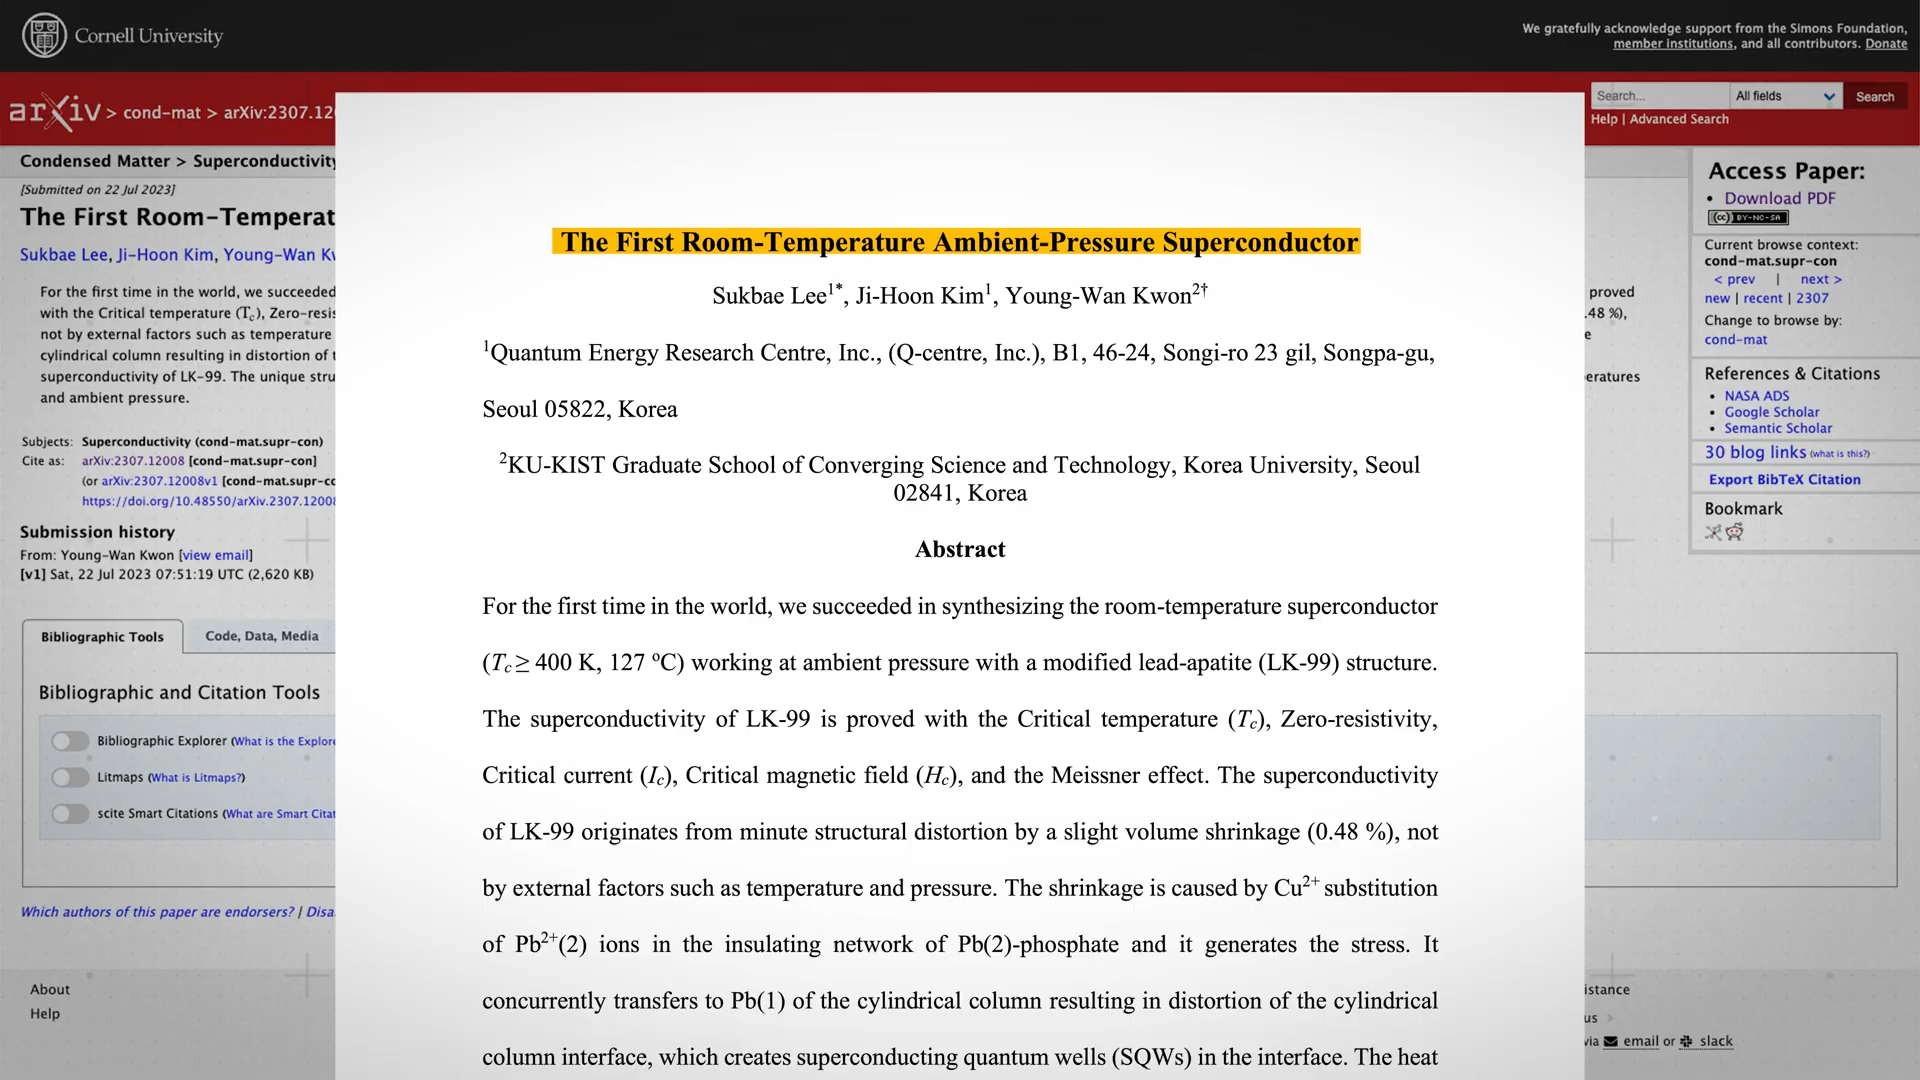 Cornell University
We gratefully acknowledge support from the Simons Foundation,
member institutions, and all contributors. Donate
arXiv > cond-mat > arXiv:2307.12
Search...
All fields
Search
Help | Advanced Search
Condensed Matter > Superconductivity
[Submitted on 22 Jul 2023]
The First Room-Temperat
Sukbae Lee, Ji-Hoon Kim, Young-Wan Kw
For the first time in the world, we succeeded
with the Critical temperature (Tc), Zero-resis
not by external factors such as temperature
cylindrical column resulting in distortion of t
superconductivity of LK-99. The unique stru
and ambient pressure.
Subjects: Superconductivity (cond-mat.supr-con)
Cite as: arXiv:2307.12008 [cond-mat.supr-con]
(or arXiv:2307.12008v1 [cond-mat.supr-co
https://doi.org/10.48550/arXiv.2307.12008
Submission history
From: Young-Wan Kwon [view email]
[v1] Sat, 22 Jul 2023 07:51:19 UTC (2,620 KB)
Bibliographic Tools
Code, Data, Media
Bibliographic and Citation Tools
Bibliographic Explorer (What is the Explore
Litmaps (What is Litmaps?)
scite Smart Citations (What are Smart Citat
Which authors of this paper are endorsers? | Disa
About
Help
The First Room-Temperature Ambient-Pressure Superconductor
Sukbae Lee¹*, Ji-Hoon Kim¹, Young-Wan Kwon²†
¹Quantum Energy Research Centre, Inc., (Q-centre, Inc.), B1, 46-24, Songi-ro 23 gil, Songpa-gu,
Seoul 05822, Korea
²KU-KIST Graduate School of Converging Science and Technology, Korea University, Seoul
02841, Korea
Abstract
For the first time in the world, we succeeded in synthesizing the room-temperature superconductor
(Tc ≥ 400 K, 127 ºC) working at ambient pressure with a modified lead-apatite (LK-99) structure.
The superconductivity of LK-99 is proved with the Critical temperature (Tc), Zero-resistivity,
Critical current (Ic), Critical magnetic field (Hc), and the Meissner effect. The superconductivity
of LK-99 originates from minute structural distortion by a slight volume shrinkage (0.48 %), not
by external factors such as temperature and pressure. The shrinkage is caused by Cu²⁺ substitution
of Pb²⁺(2) ions in the insulating network of Pb(2)-phosphate and it generates the stress. It
concurrently transfers to Pb(1) of the cylindrical column resulting in distortion of the cylindrical
column interface, which creates superconducting quantum wells (SQWs) in the interface. The heat
proved
.48 %),
e
eratures
Access Paper:
• Download PDF
(cc) BY-NC-SA
Current browse context:
cond-mat.supr-con
< prev | next >
new | recent | 2307
Change to browse by:
cond-mat
References & Citations
• NASA ADS
• Google Scholar
• Semantic Scholar
30 blog links (what is this?)
Export BibTeX Citation
Bookmark
istance
us >
via email or slack